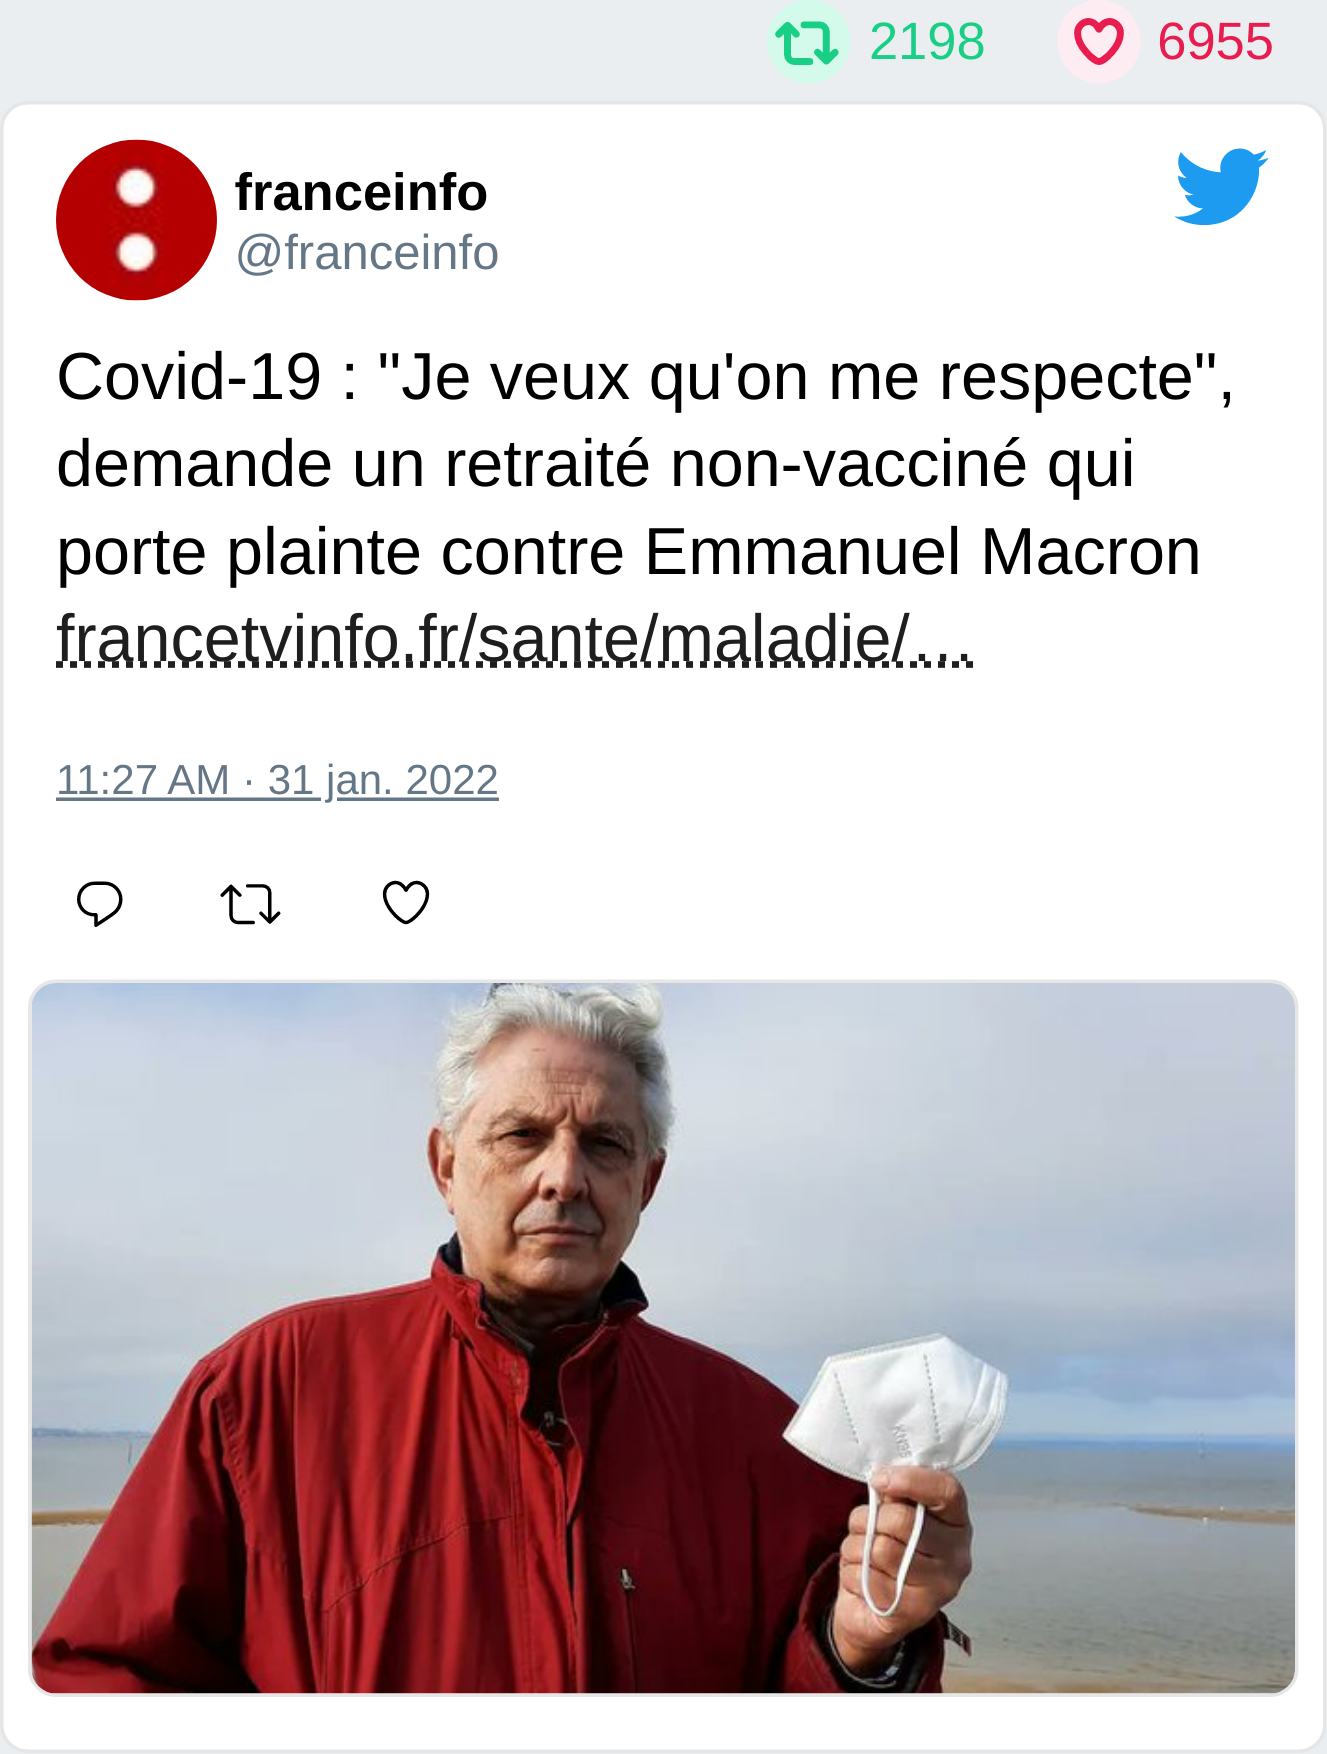 2198 6955
franceinfo
@franceinfo
Covid-19 : "Je veux qu'on me respecte",
demande un retraité non-vacciné qui
porte plainte contre Emmanuel Macron
francetvinfo.fr/sante/maladie/...
11:27 AM · 31 jan. 2022
KN95